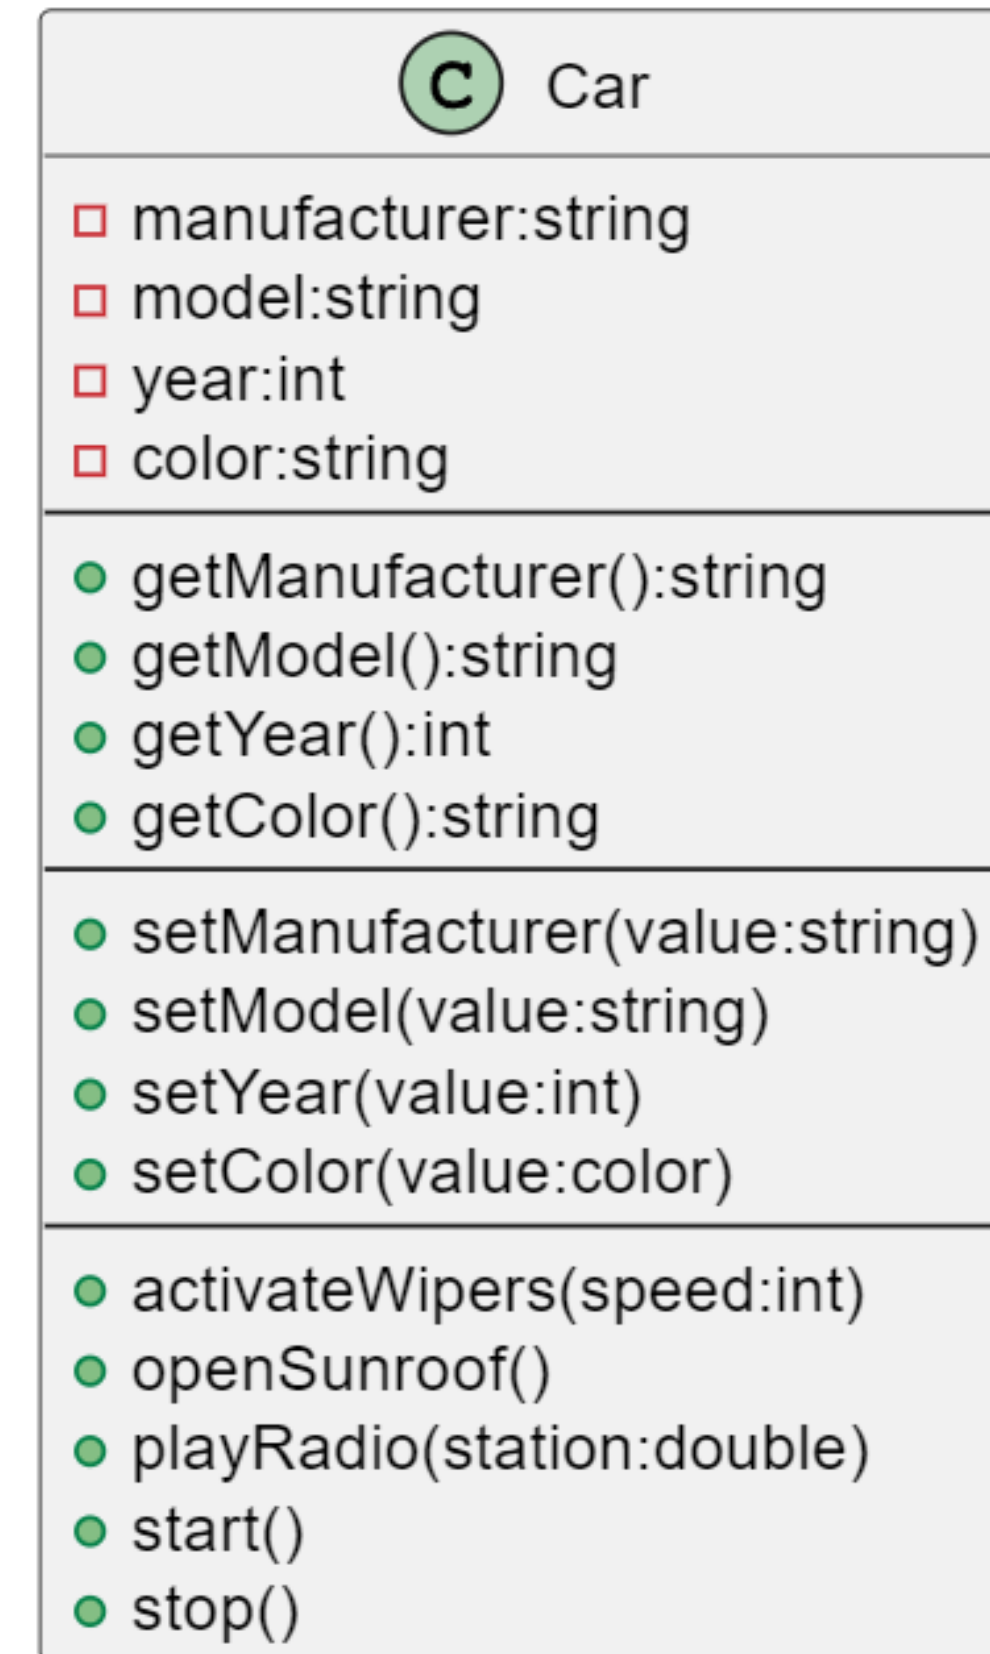 C Car
manufacturer:string
model:string
year:int
color:string
getManufacturer():string
getModel():string
getYear():int
getColor():string
setManufacturer(value:string)
setModel(value:string)
setYear(value:int)
setColor(value:color)
activateWipers(speed:int)
openSunroof()
playRadio(station:double)
start()
stop()